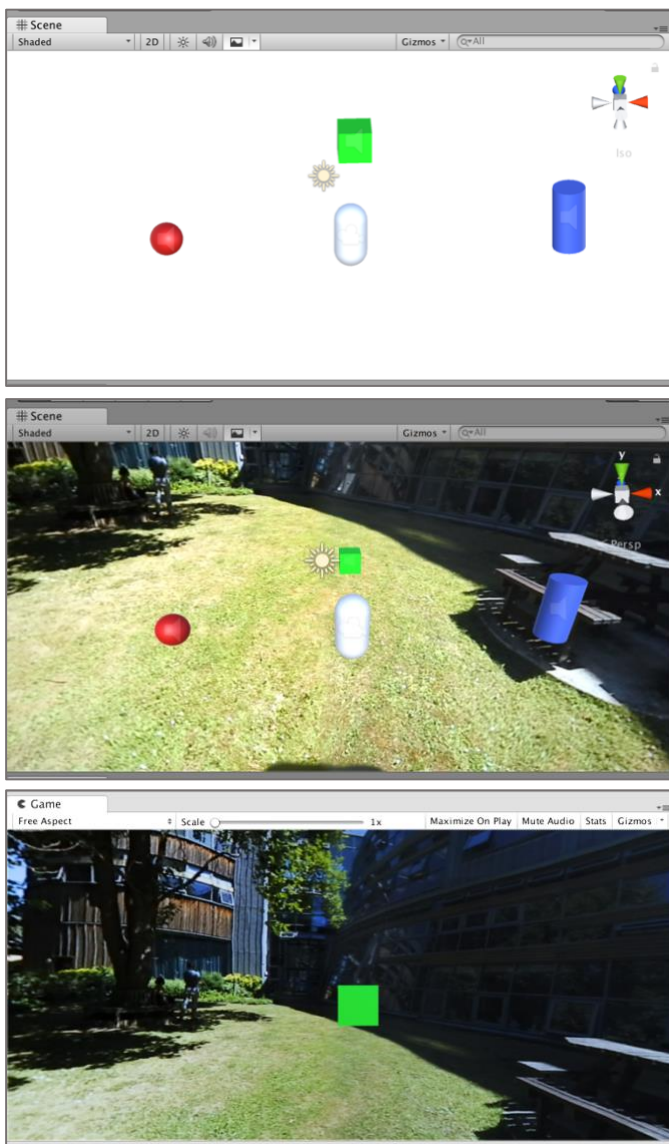 Scene
Shaded 2D Gizmos All
Iso
Scene
Shaded 2D Gizmos All
y
x
Persp
Game
Free Aspect Scale 1x Maximize On Play Mute Audio Stats Gizmos